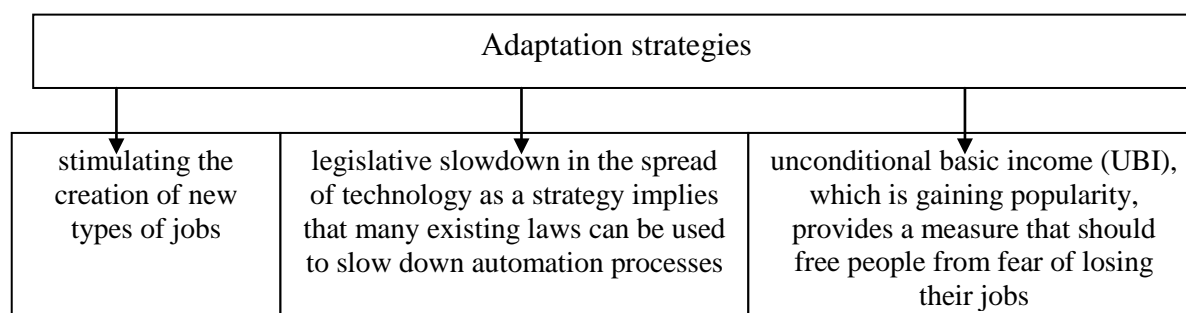 Adaptation strategies
stimulating the
creation of new
types of jobs
legislative slowdown in the spread
of technology as a strategy implies
that many existing laws can be used
to slow down automation processes
unconditional basic income (UBI),
which is gaining popularity,
provides a measure that should
free people from fear of losing
their jobs